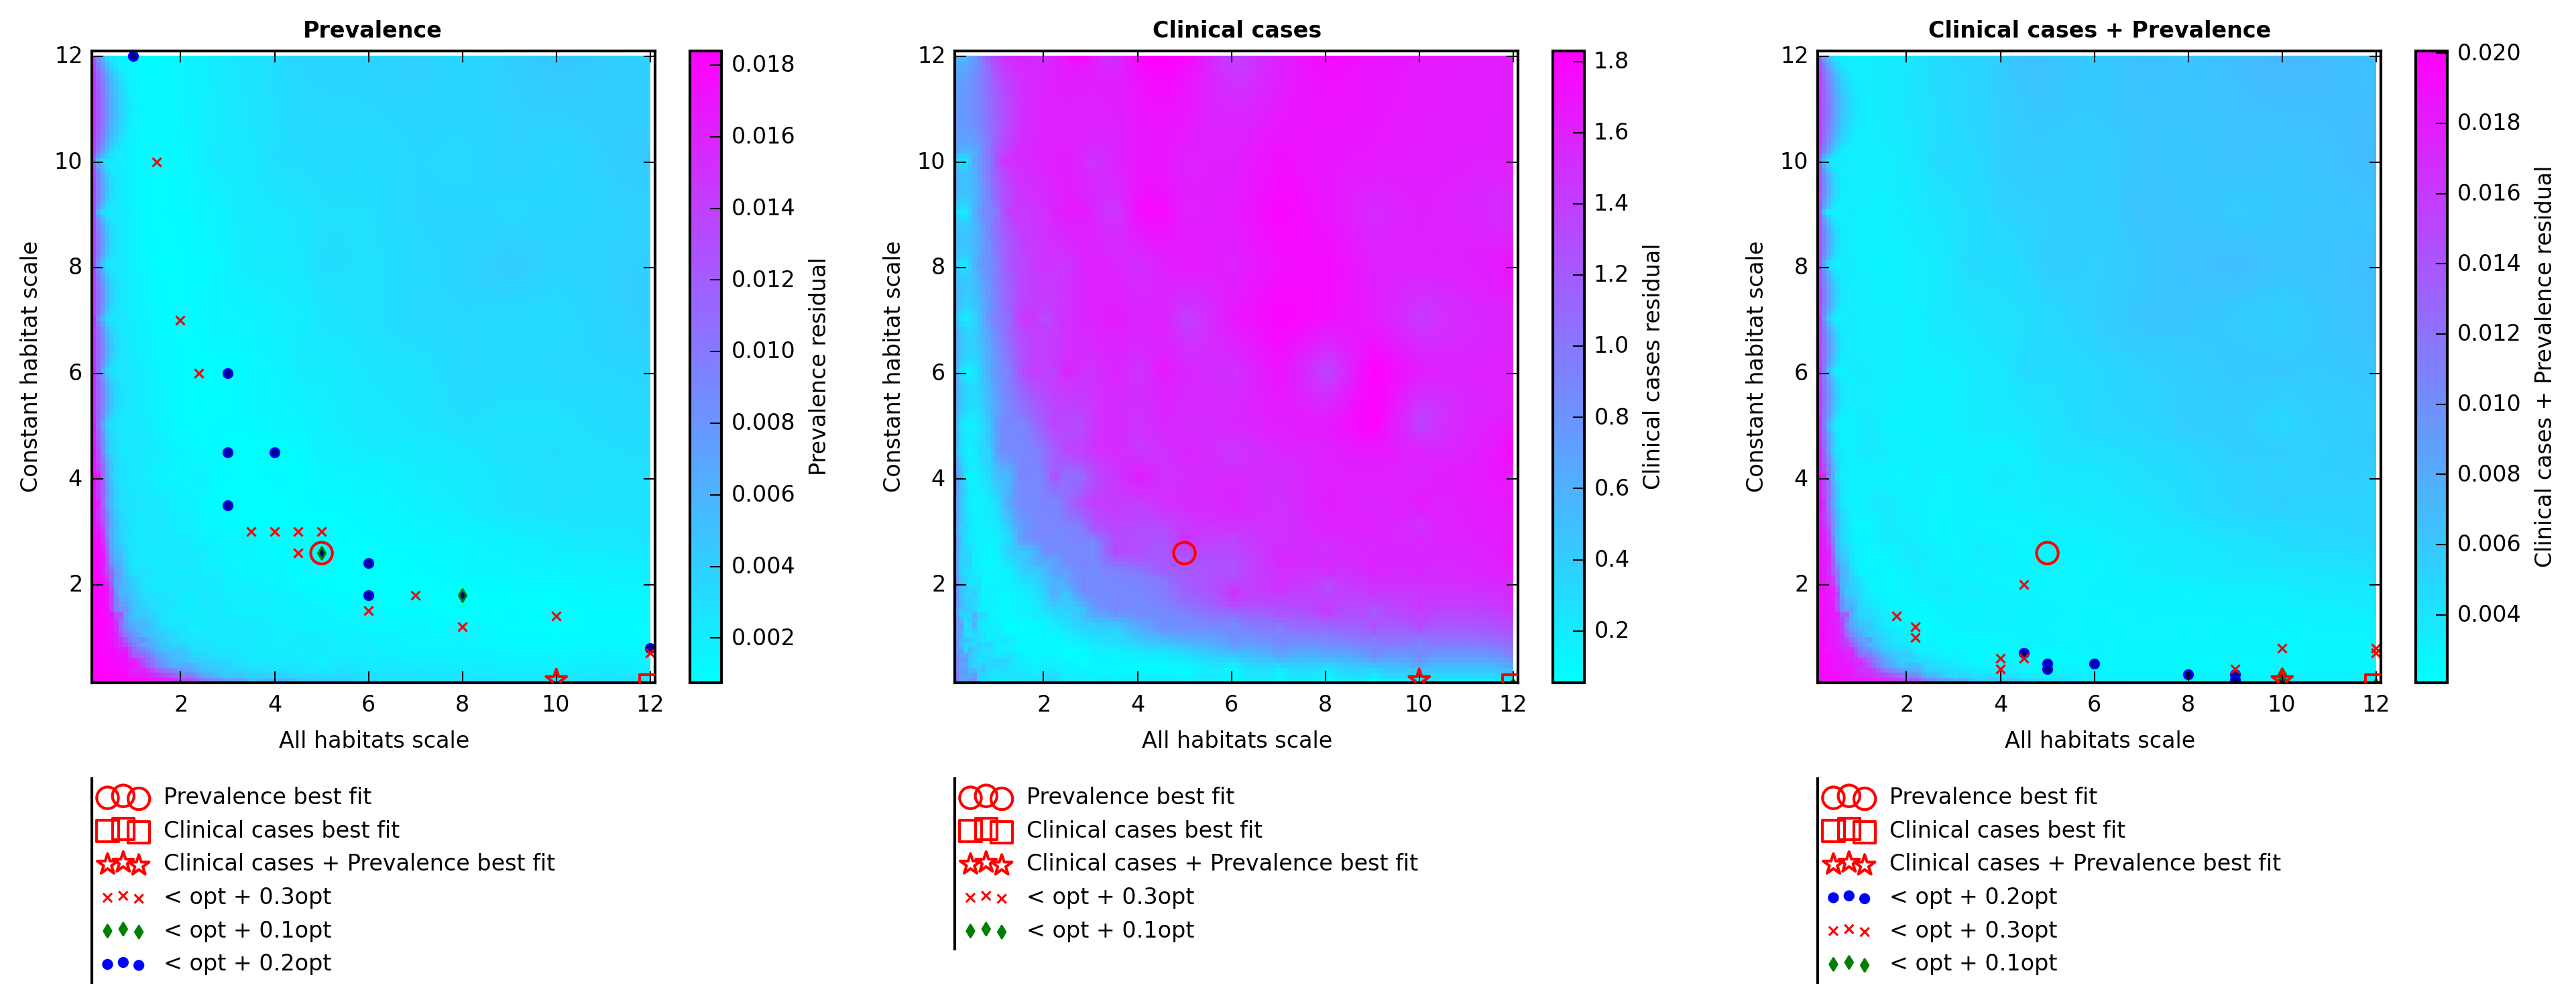 Prevalence
Constant habitat scale
12
10
8
6
4
2
2 4 6 8 10 12
All habitats scale
0.018
0.016
0.014
0.012
0.010
0.008
0.006
0.004
0.002
Prevalence residual
Prevalence best fit
Clinical cases best fit
Clinical cases + Prevalence best fit
< opt + 0.3opt
< opt + 0.1opt
< opt + 0.2opt
Clinical cases
Constant habitat scale
12
10
8
6
4
2
2 4 6 8 10 12
All habitats scale
1.8
1.6
1.4
1.2
1.0
0.8
0.6
0.4
0.2
Clinical cases residual
Prevalence best fit
Clinical cases best fit
Clinical cases + Prevalence best fit
< opt + 0.3opt
< opt + 0.1opt
Clinical cases + Prevalence
Constant habitat scale
12
10
8
6
4
2
2 4 6 8 10 12
All habitats scale
0.020
0.018
0.016
0.014
0.012
0.010
0.008
0.006
0.004
Clinical cases + Prevalence residual
Prevalence best fit
Clinical cases best fit
Clinical cases + Prevalence best fit
< opt + 0.2opt
< opt + 0.3opt
< opt + 0.1opt